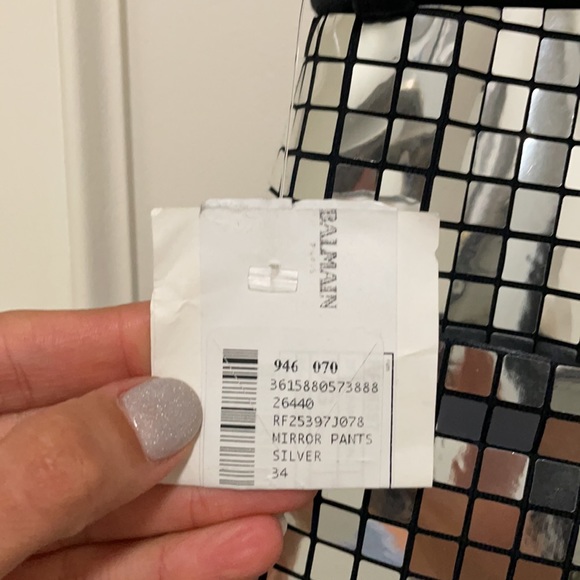 BALMAIN
PARIS
946 070
3615880573888
26440
RF25397J078
MIRROR PANTS
SILVER
34